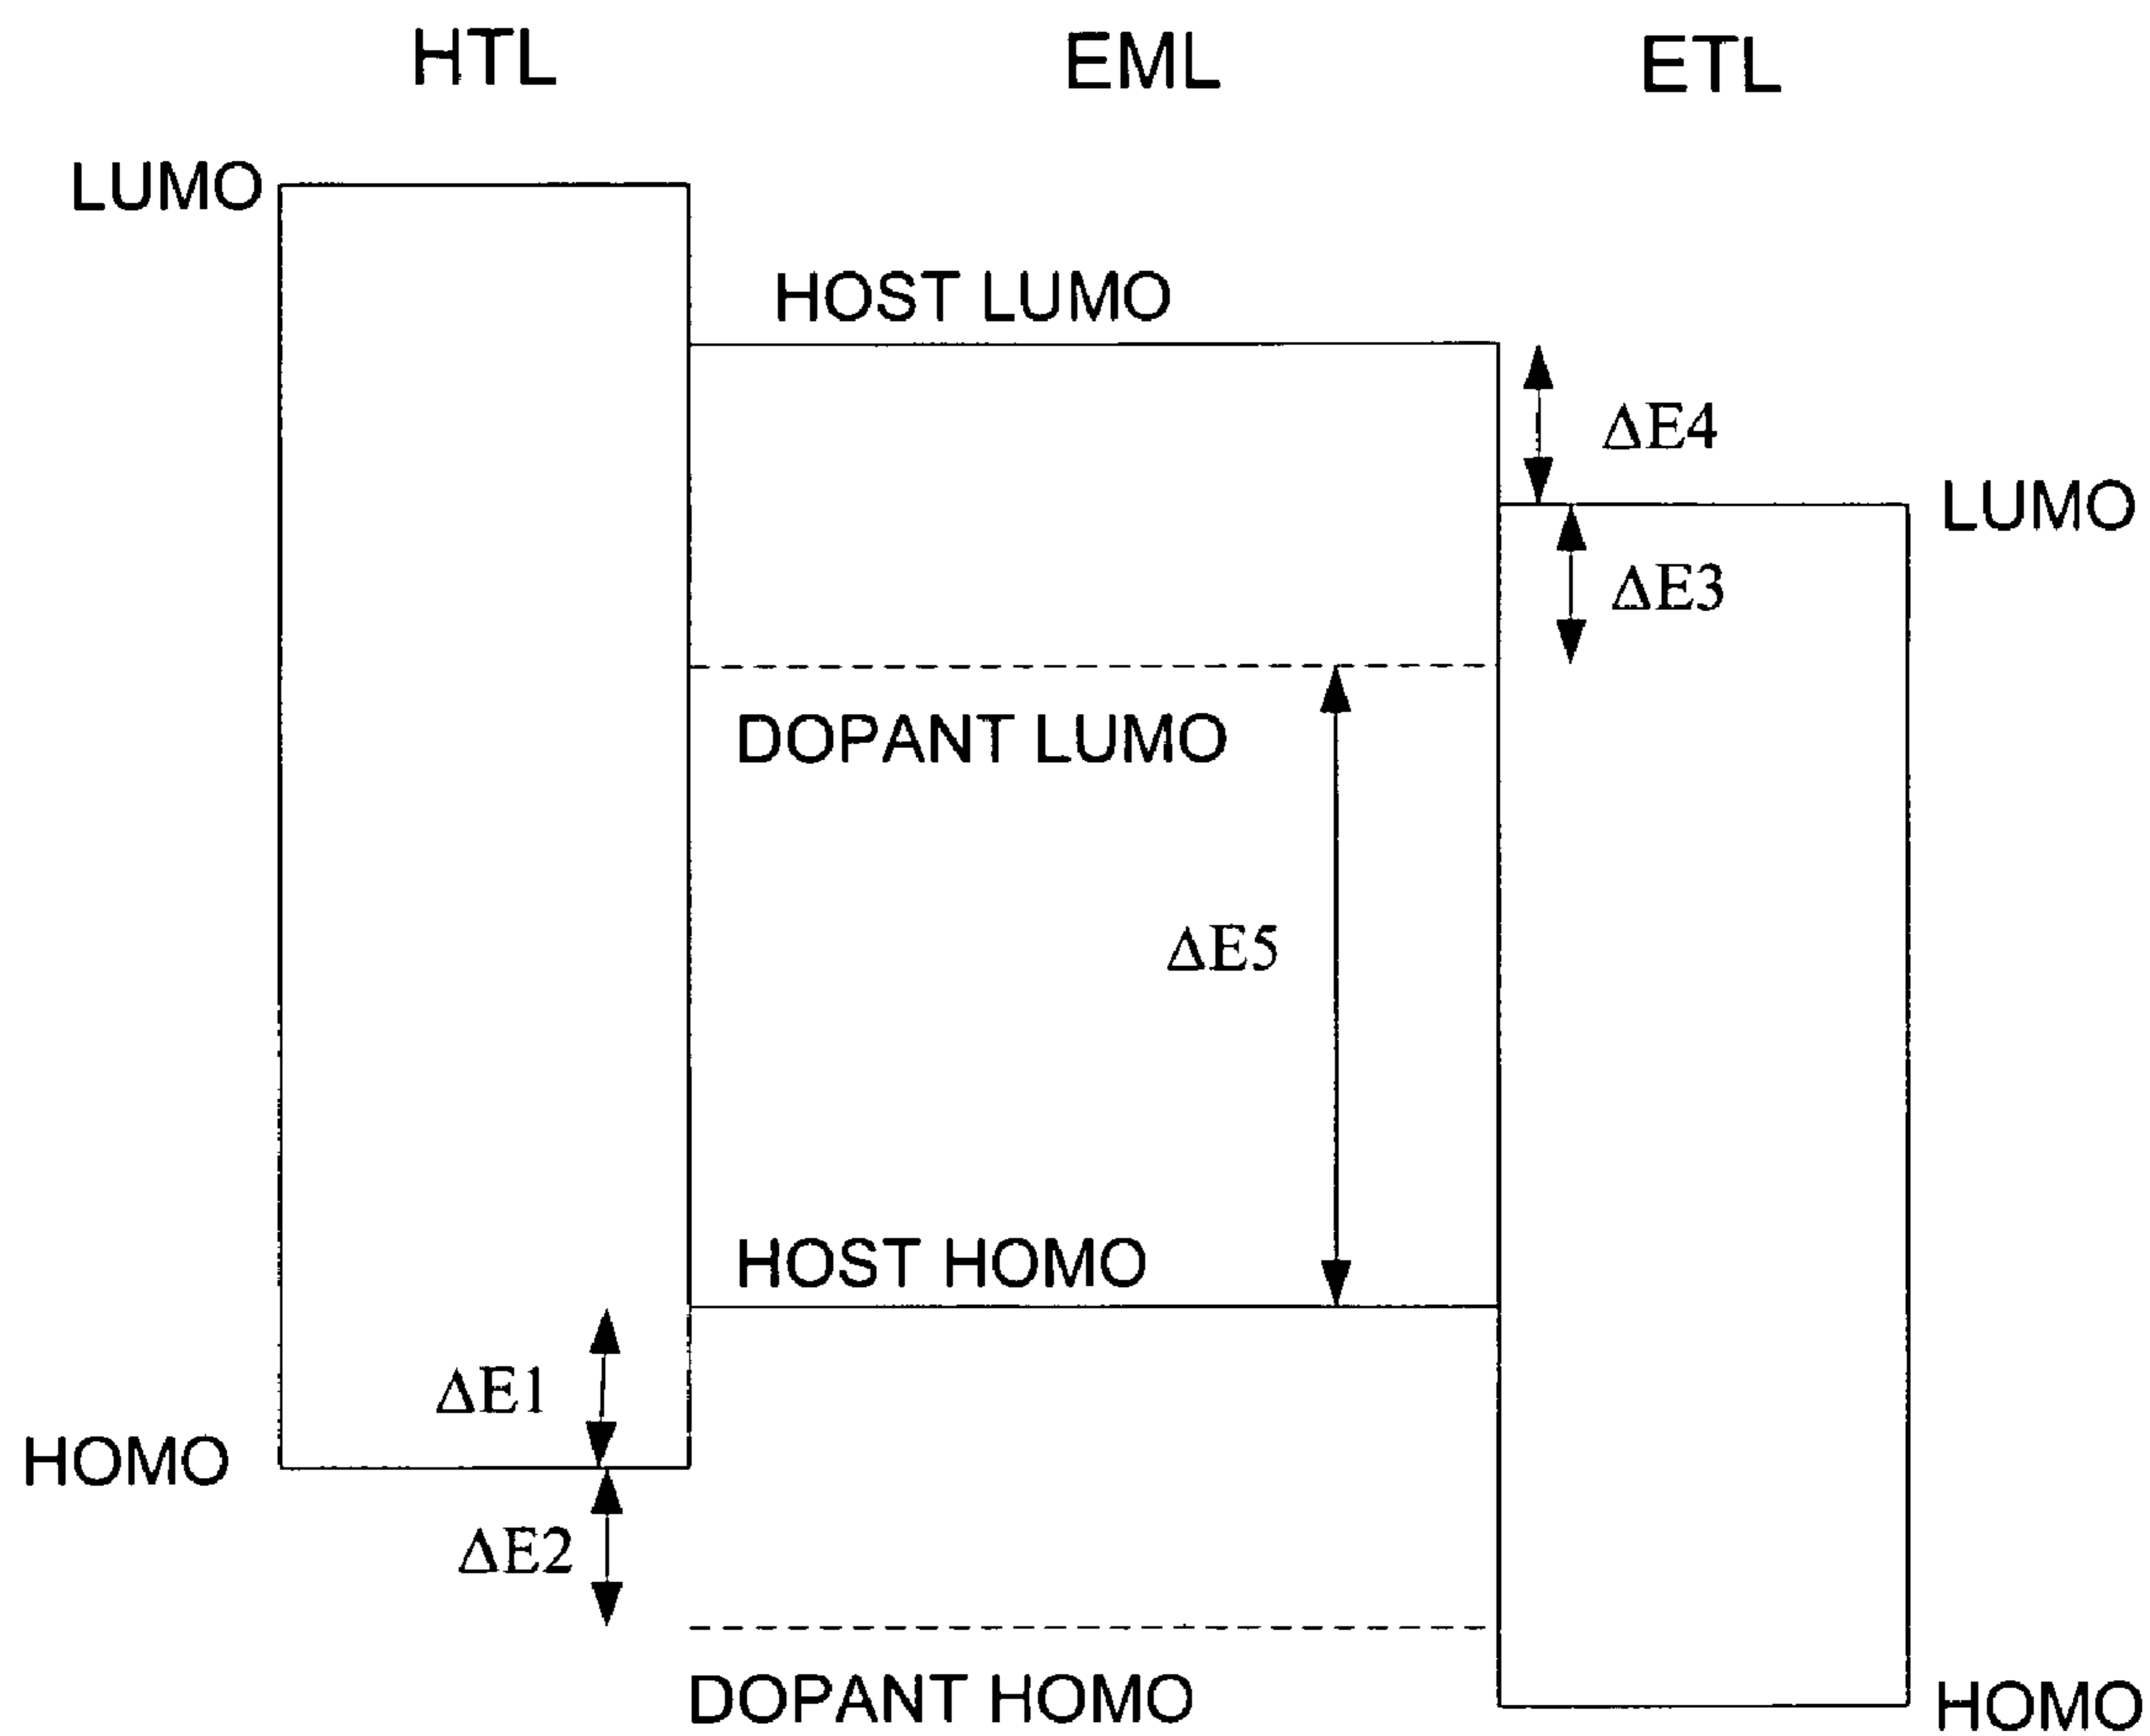 HTL
EML
ETL
LUMO
HOST LUMO
ΔE4
LUMO
ΔE3
DOPANT LUMO
ΔE5
HOST HOMO
ΔE1
HOMO
ΔE2
DOPANT HOMO
HOMO